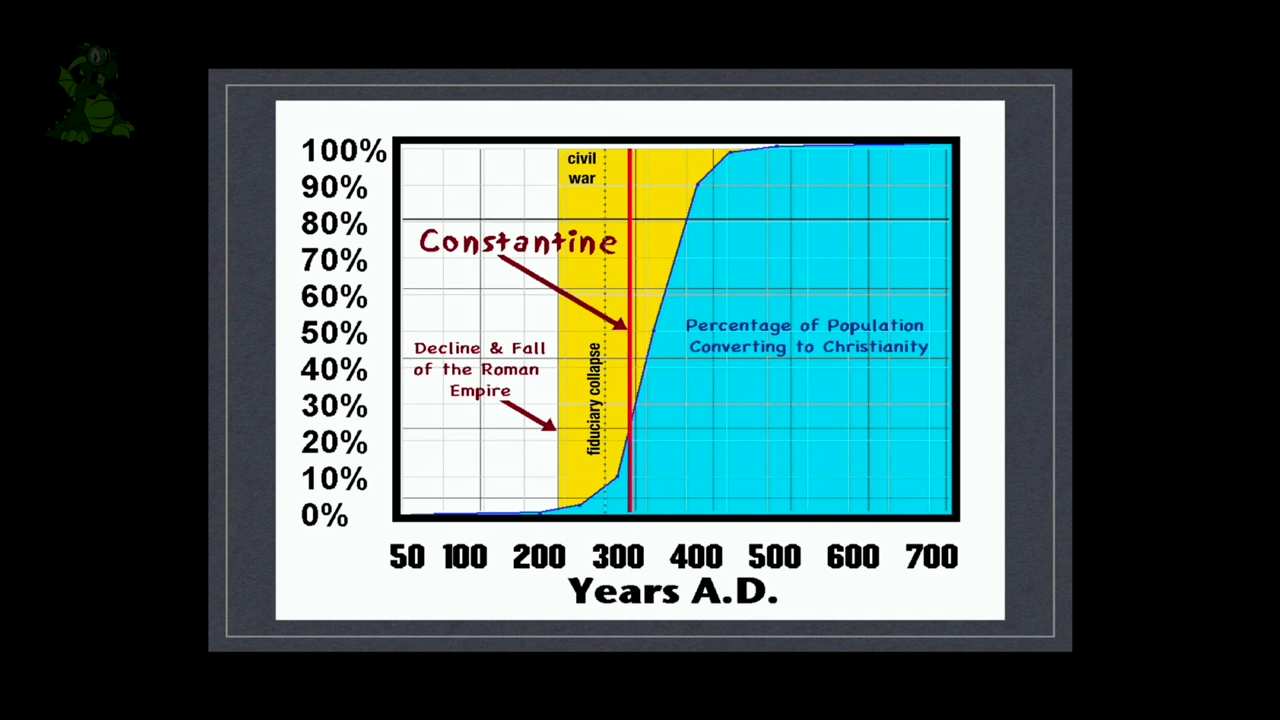 100%
90%
80%
70%
60%
50%
40%
30%
20%
10%
0%
civil
war
Constantine
Decline & Fall
of the Roman
Empire
fiduciary collapse
Percentage of Population
Converting to Christianity
50 100 200 300 400 500 600 700
Years A.D.